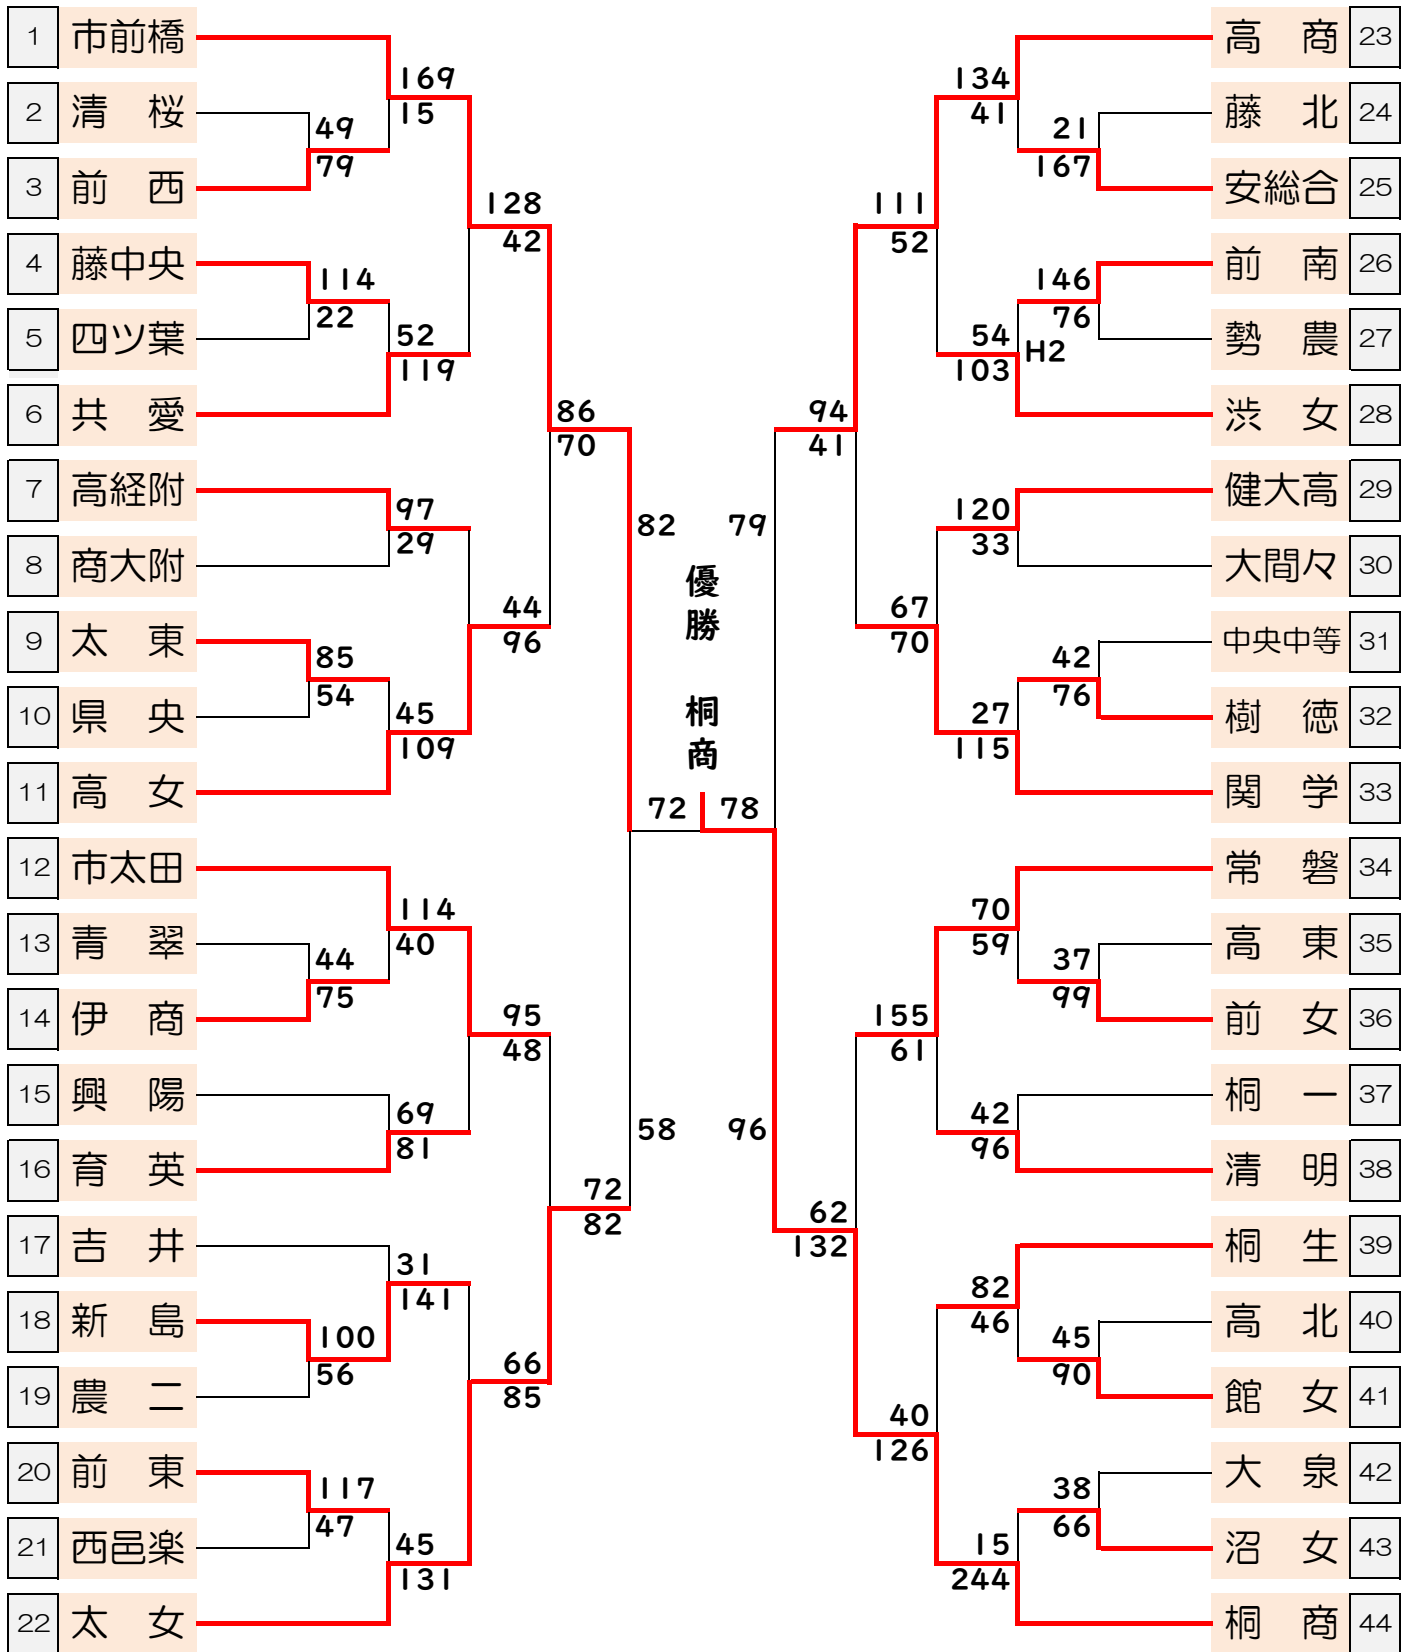 1 市前橋
2 清 桜
3 前 西
4 藤中央
5 四ツ葉
6 共 愛
7 高経附
8 商大附
9 太 東
10 県 央
11 高 女
12 市太田
13 青 翠
14 伊 商
15 興 陽
16 育 英
17 吉 井
18 新 島
19 農 二
20 前 東
21 西邑楽
22 太 女
49
79
114
22
85
54
44
75
100
56
117
47
169
15
52
119
97
29
45
109
114
40
69
81
31
141
45
131
128
42
44
96
95
48
66
85
86
70
72
82
82
58
優勝 桐商
72 78
79
96
94
41
62
132
111
52
67
70
155
61
40
126
134
41
54
103
H2
120
33
27
115
70
59
42
96
82
46
15
244
21
167
146
76
42
76
37
99
45
90
38
66
高 商 23
藤 北 24
安総合 25
前 南 26
勢 農 27
渋 女 28
健大高 29
大間々 30
中央中等 31
樹 徳 32
関 学 33
常 磐 34
高 東 35
前 女 36
桐 一 37
清 明 38
桐 生 39
高 北 40
館 女 41
大 泉 42
沼 女 43
桐 商 44